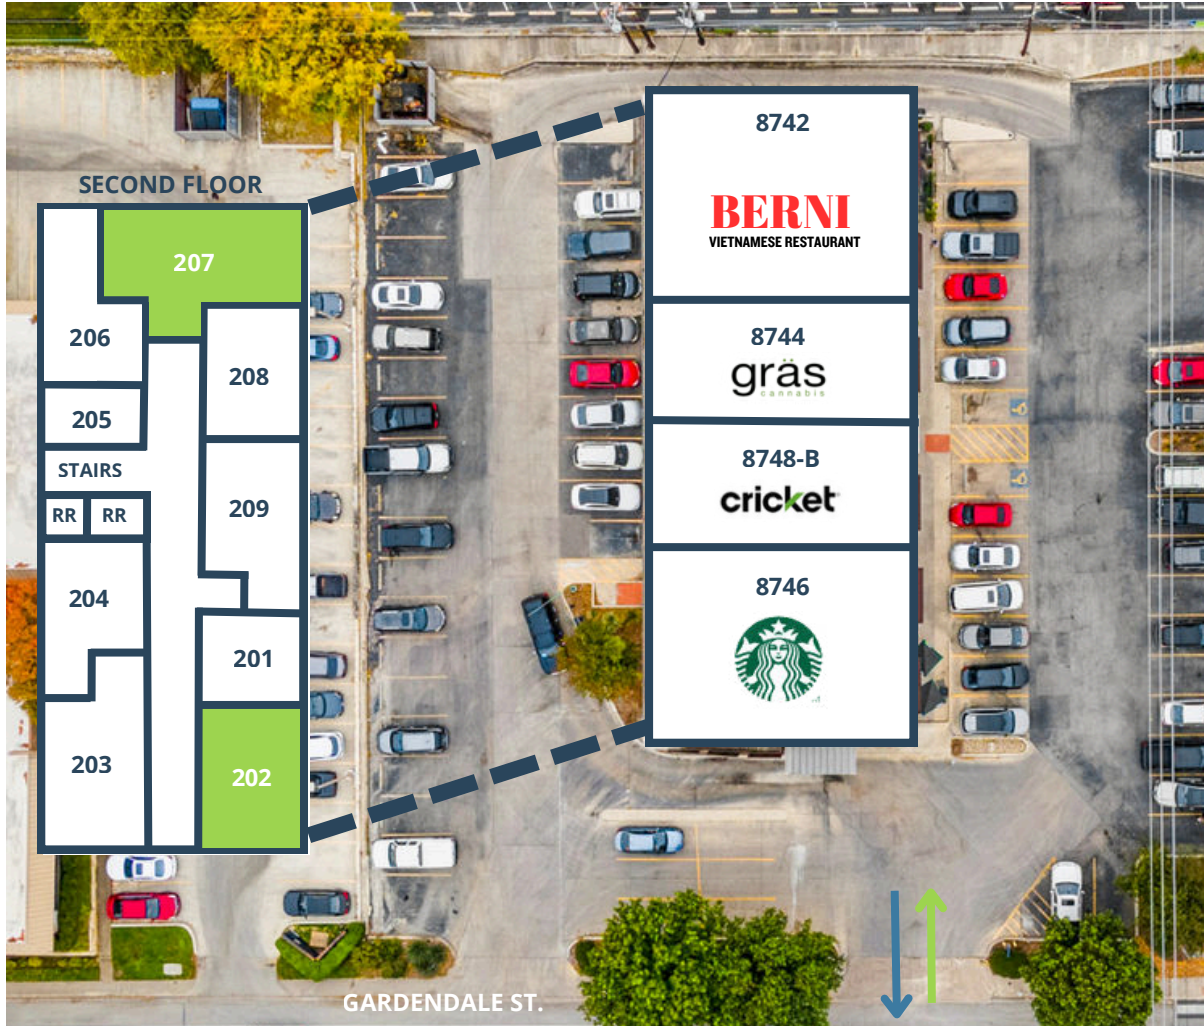 SECOND FLOOR
207
206
208
205
STAIRS
RR
RR
209
204
201
203
202
8742
BERNI
VIETNAMESE RESTAURANT
8744
gräs
cannabis
8748-B
cricket
8746
GARDENDALE ST.